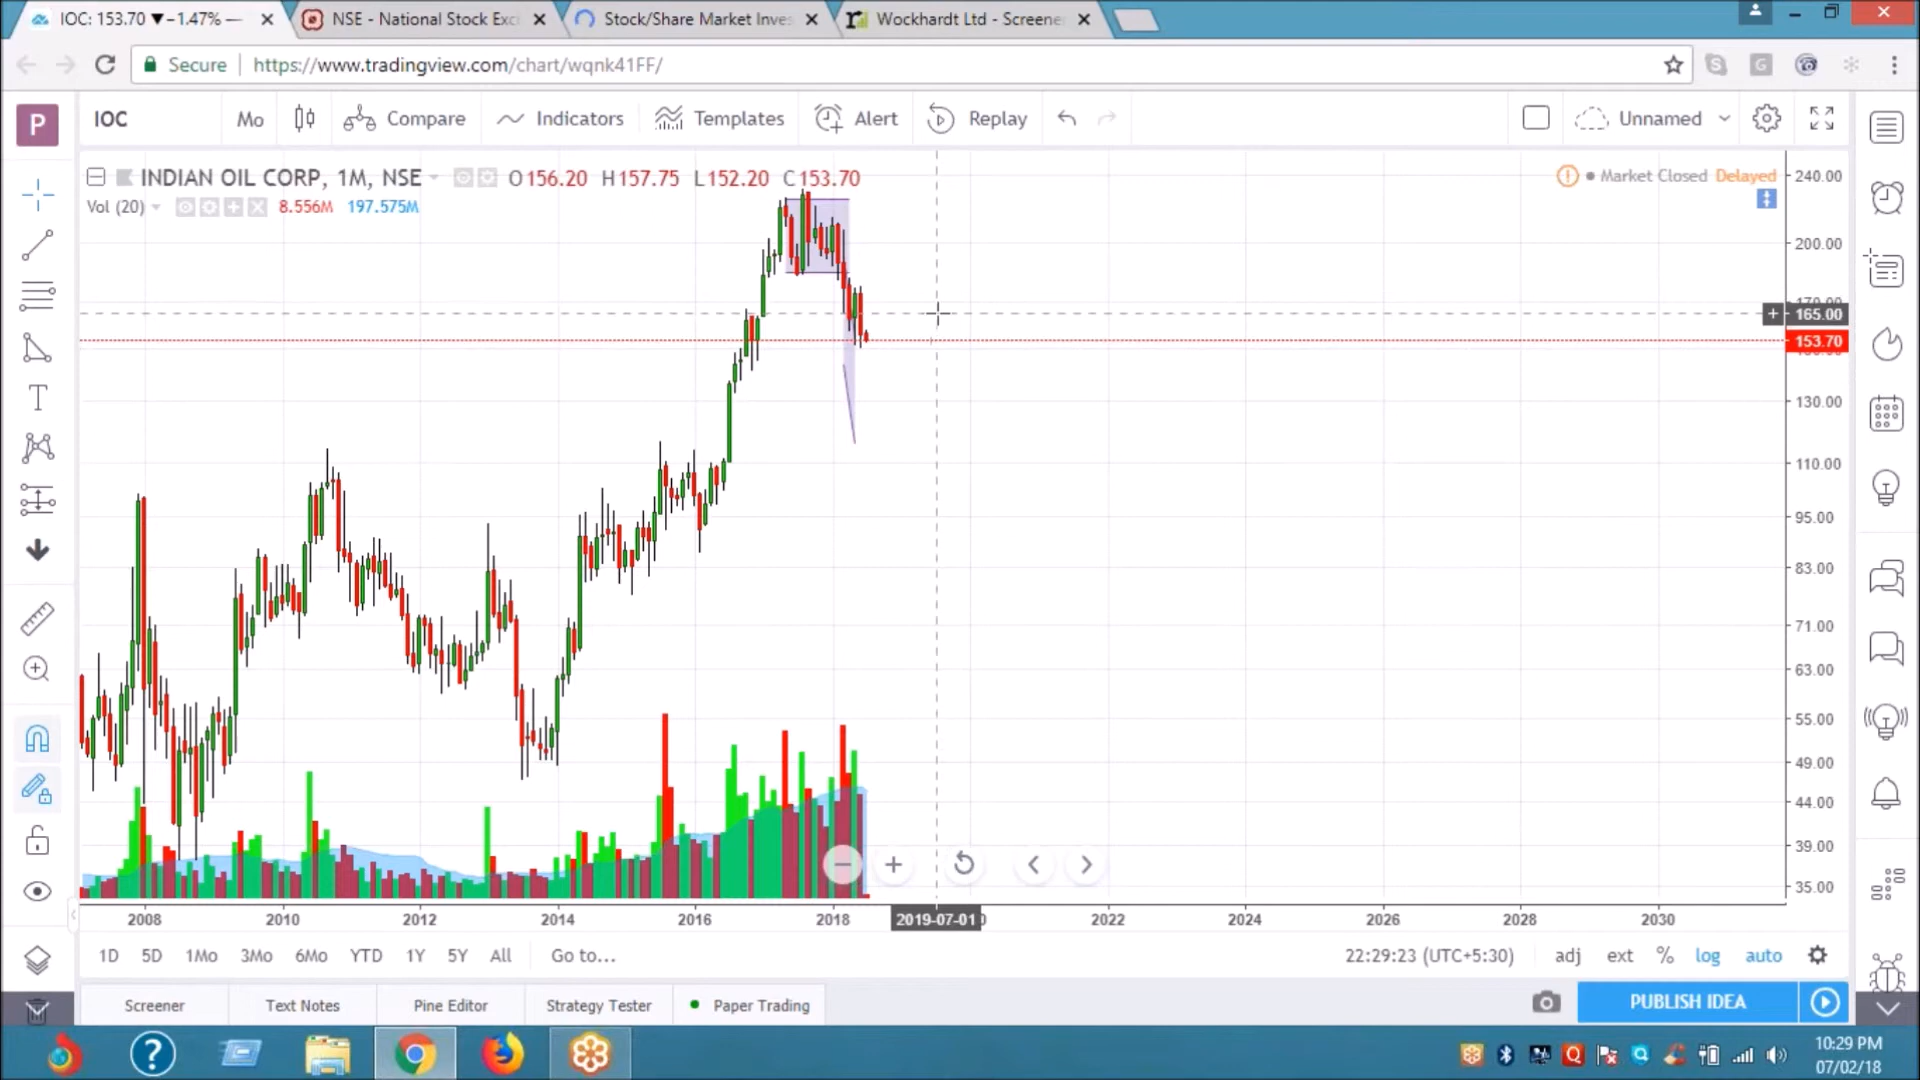 IOC: 153.70 ▼ −1.47% —
NSE - National Stock Exc
Stock/Share Market Inves
Wockhardt Ltd - Screene
Secure
https://www.tradingview.com/chart/wqnk41FF/
P
IOC
Mo
Compare
Indicators
Templates
Alert
Replay
Unnamed
INDIAN OIL CORP, 1M, NSE
O156.20 H157.75 L152.20 C153.70
Market Closed Delayed
Vol (20)
8.556M 197.575M
240.00
200.00
170.00
165.00
153.70
130.00
110.00
95.00
83.00
71.00
63.00
55.00
49.00
44.00
39.00
35.00
2008 2010 2012 2014 2016 2018 2019-07-01 2022 2024 2026 2028 2030
1D 5D 1Mo 3Mo 6Mo YTD 1Y 5Y All Go to...
22:29:23 (UTC+5:30) adj ext % log auto
Screener Text Notes Pine Editor Strategy Tester Paper Trading
PUBLISH IDEA
10:29 PM
07/02/18